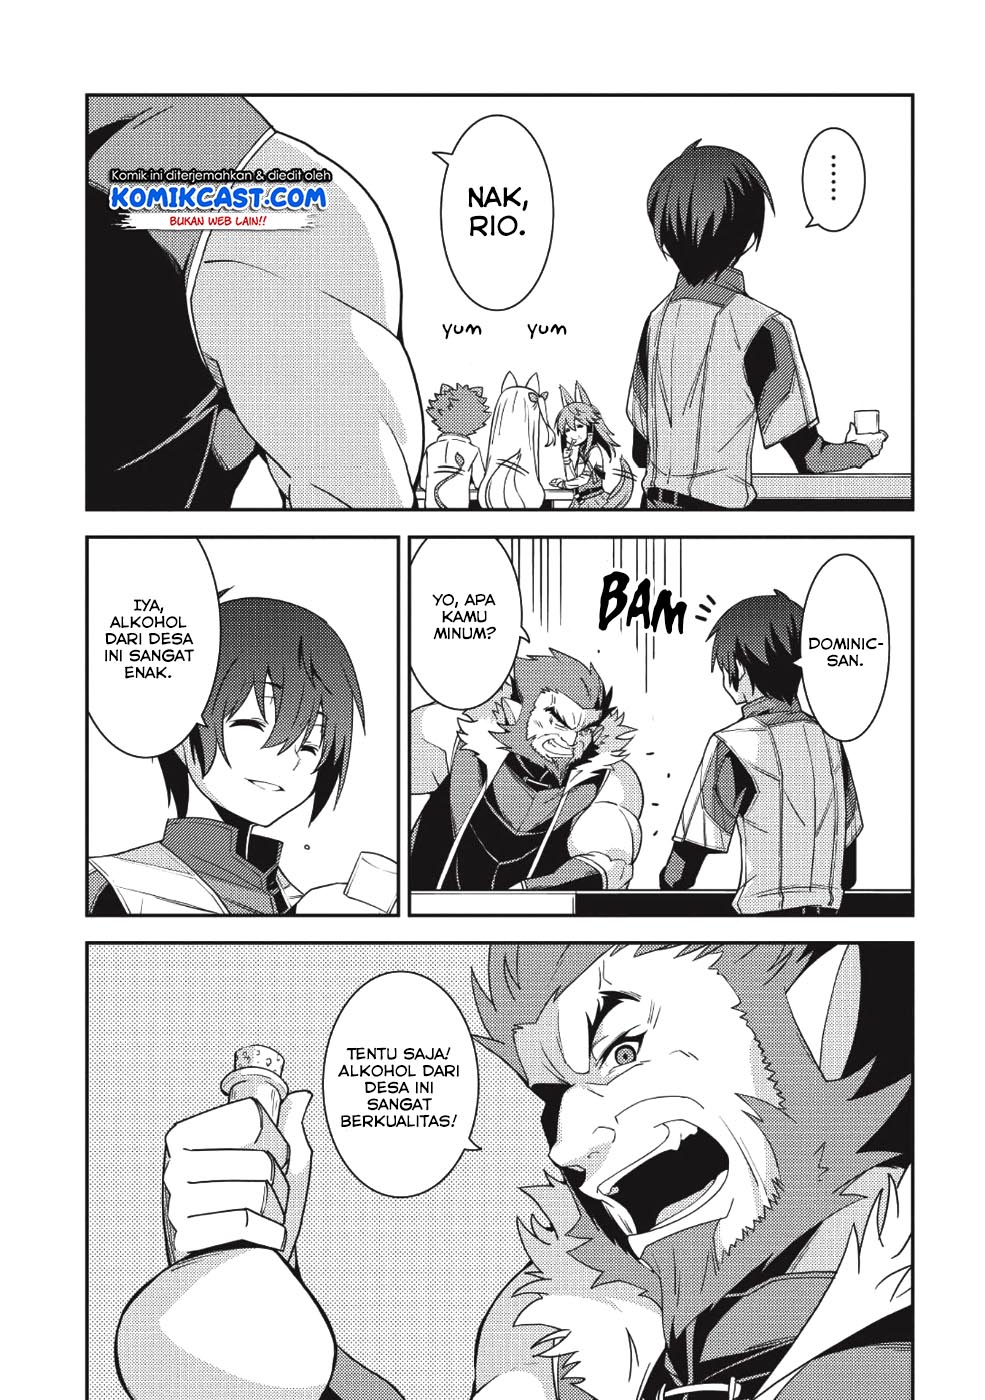 Komik ini diterjemahkan & diedit oleh
KOMIKCAST.COM
BUKAN WEB LAIN!!
NAK,
RIO.
......
yum yum
YO, APA
KAMU
MINUM?
BAM
DOMINIC-
SAN.
IYA,
ALKOHOL
DARI DESA
INI SANGAT
ENAK.
TENTU SAJA!
ALKOHOL DARI
DESA INI
SANGAT
BERKUALITAS!